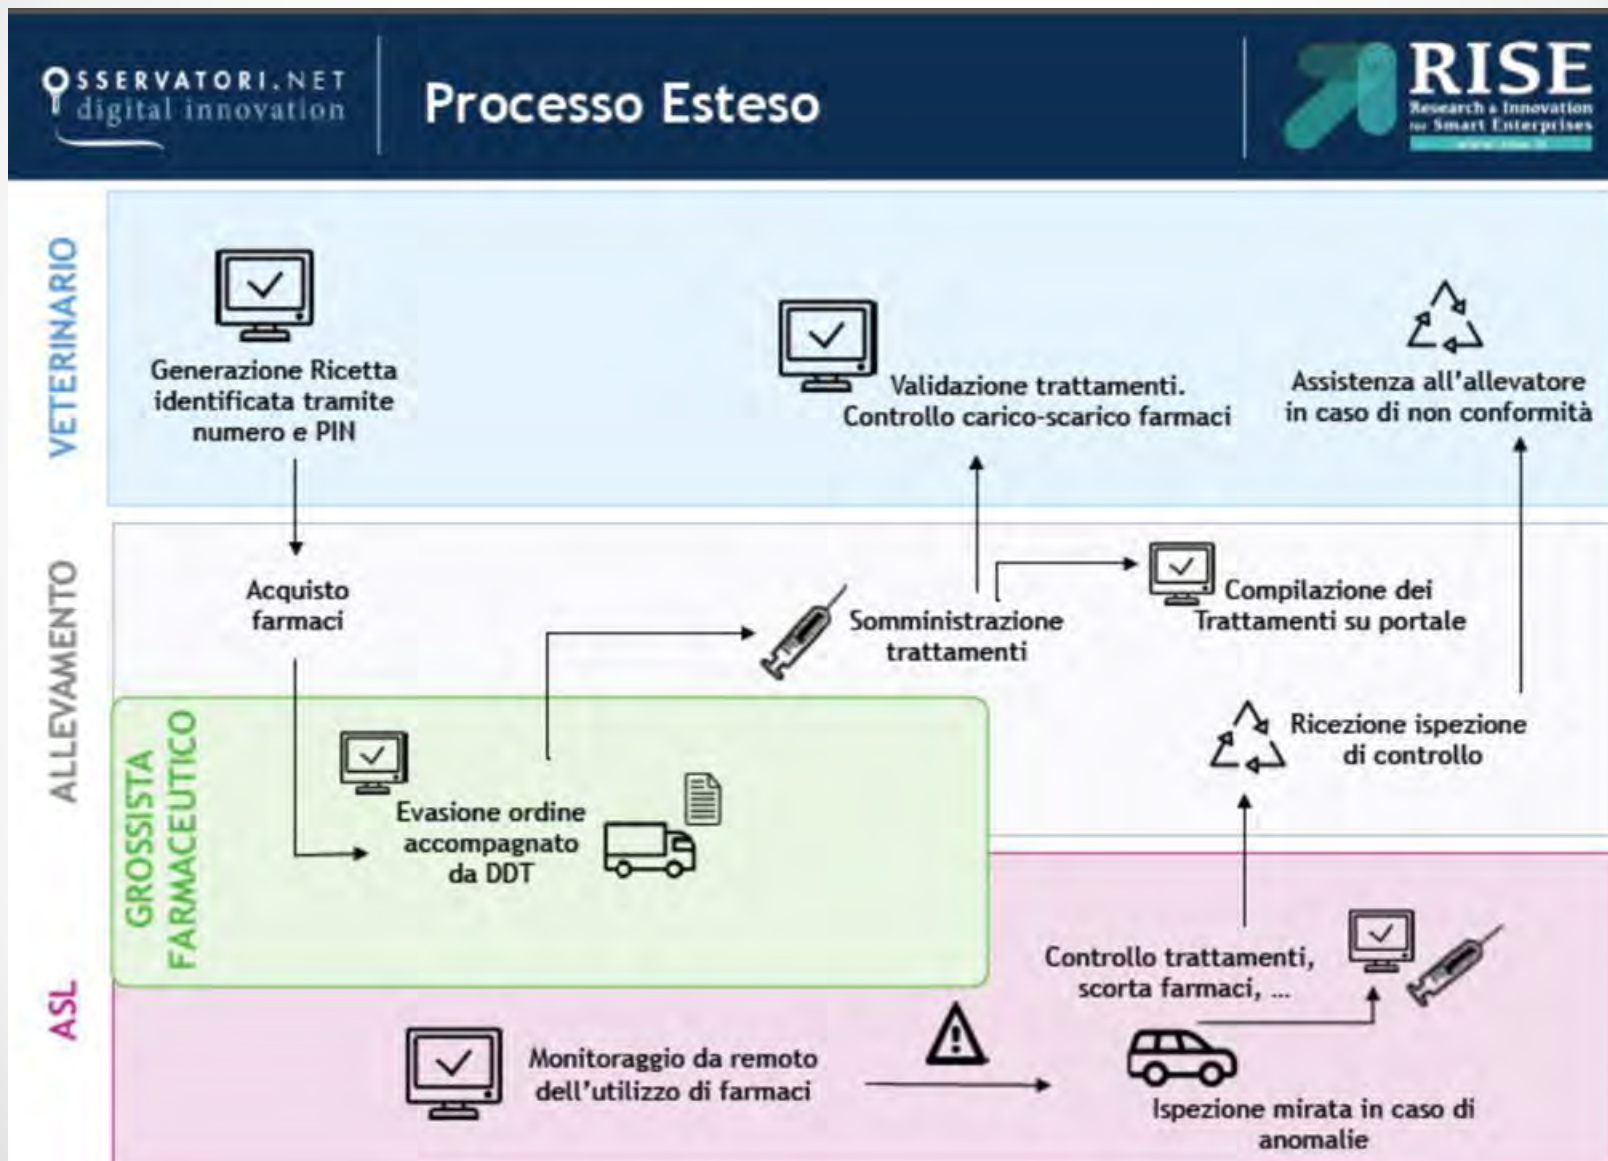 OSSERVATORI.NET
digital innovation
Processo Esteso
RISE
Research & Innovation
for Smart Enterprises
VETERINARIO
Generazione Ricetta
identificata tramite
numero e PIN
Validazione trattamenti.
Controllo carico-scarico farmaci
Assistenza all'allevatore
in caso di non conformità
ALLEVAMENTO
Acquisto
farmaci
Somministrazione
trattamenti
Compilazione dei
Trattamenti su portale
Ricezione ispezione
di controllo
GROSSISTA
FARMACEUTICO
Evasione ordine
accompagnato
da DDT
ASL
Controllo trattamenti,
scorta farmaci, ...
Monitoraggio da remoto
dell'utilizzo di farmaci
Ispezione mirata in caso di
anomalie